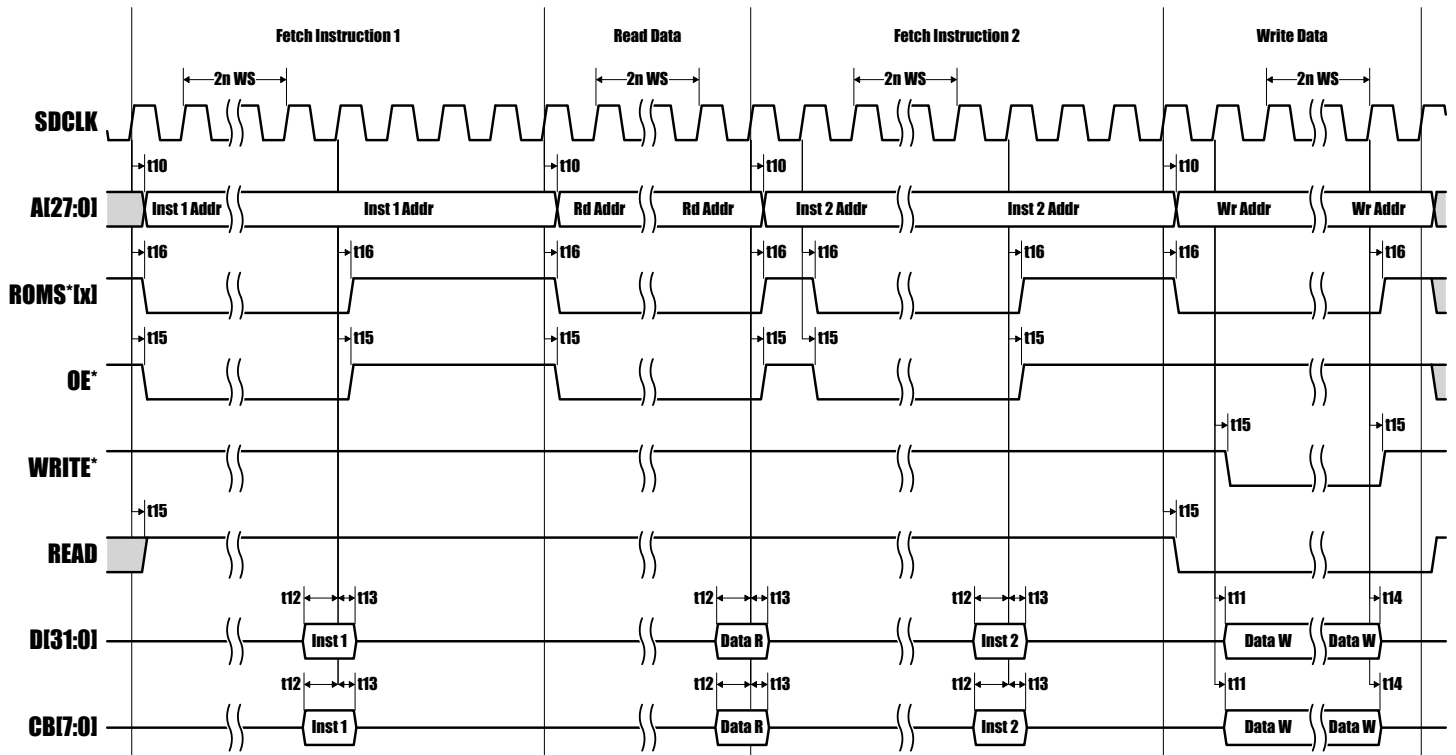 Fetch Instruction 1 Read Data Fetch Instruction 2 Write Data
2n WS 2n WS 2n WS 2n WS
SDCLK
t10 t10 t10 t10
A[27:0] Inst 1 Addr Inst 1 Addr Rd Addr Rd Addr Inst 2 Addr Inst 2 Addr Wr Addr Wr Addr
t16 t16 t16 t16 t16 t16 t16 t16
ROMS*[x]
t15 t15 t15 t15 t15 t15
OE*
t15 t15
WRITE*
t15 t15
READ
t12 t13 t12 t13 t12 t13 t11 t14
D[31:0] Inst 1 Data R Inst 2 Data W Data W
t12 t13 t12 t13 t12 t13 t11 t14
CB[7:0] Inst 1 Data R Inst 2 Data W Data W